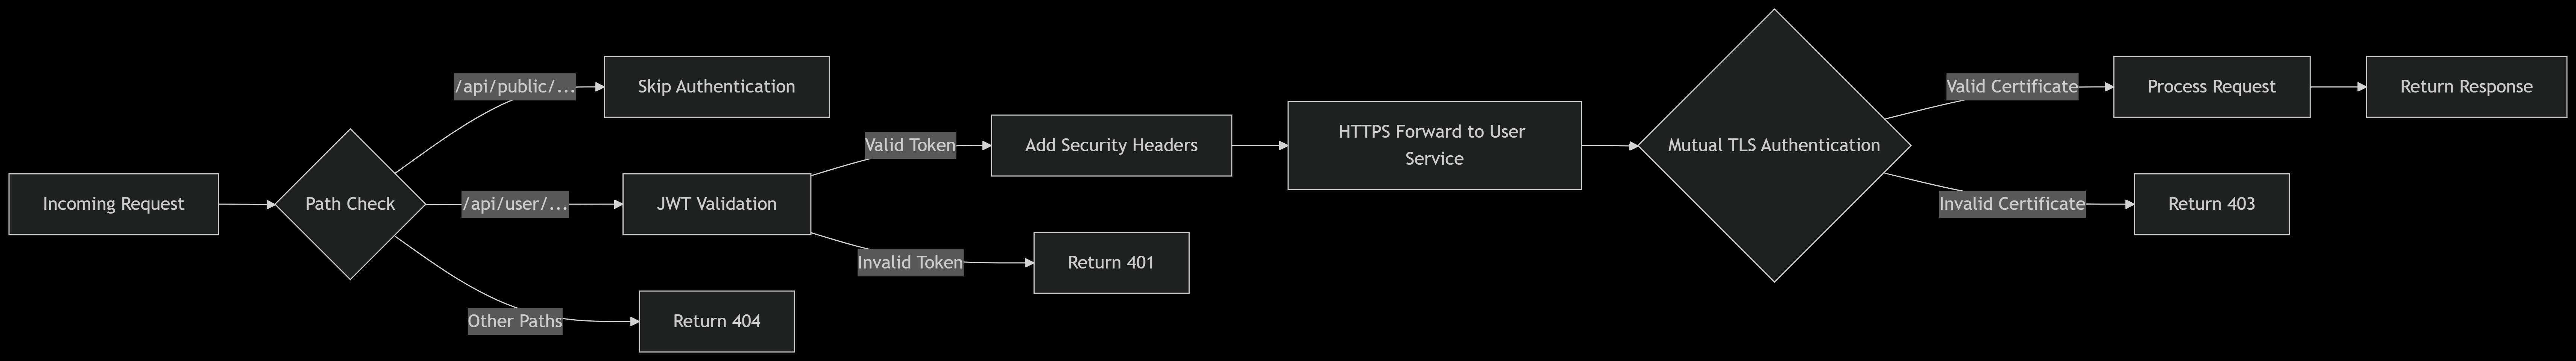 Incoming Request
Path Check
/api/public/...
Skip Authentication
/api/user/...
JWT Validation
Other Paths
Return 404
Valid Token
Add Security Headers
Invalid Token
Return 401
HTTPS Forward to User
Service
Mutual TLS Authentication
Valid Certificate
Process Request
Return Response
Invalid Certificate
Return 403